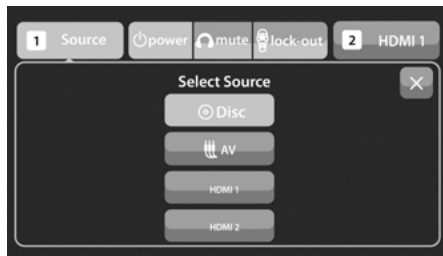 1 Source power mute lock-out 2 HDMI 1
Select Source
Disc
AV
HDMI 1
HDMI 2